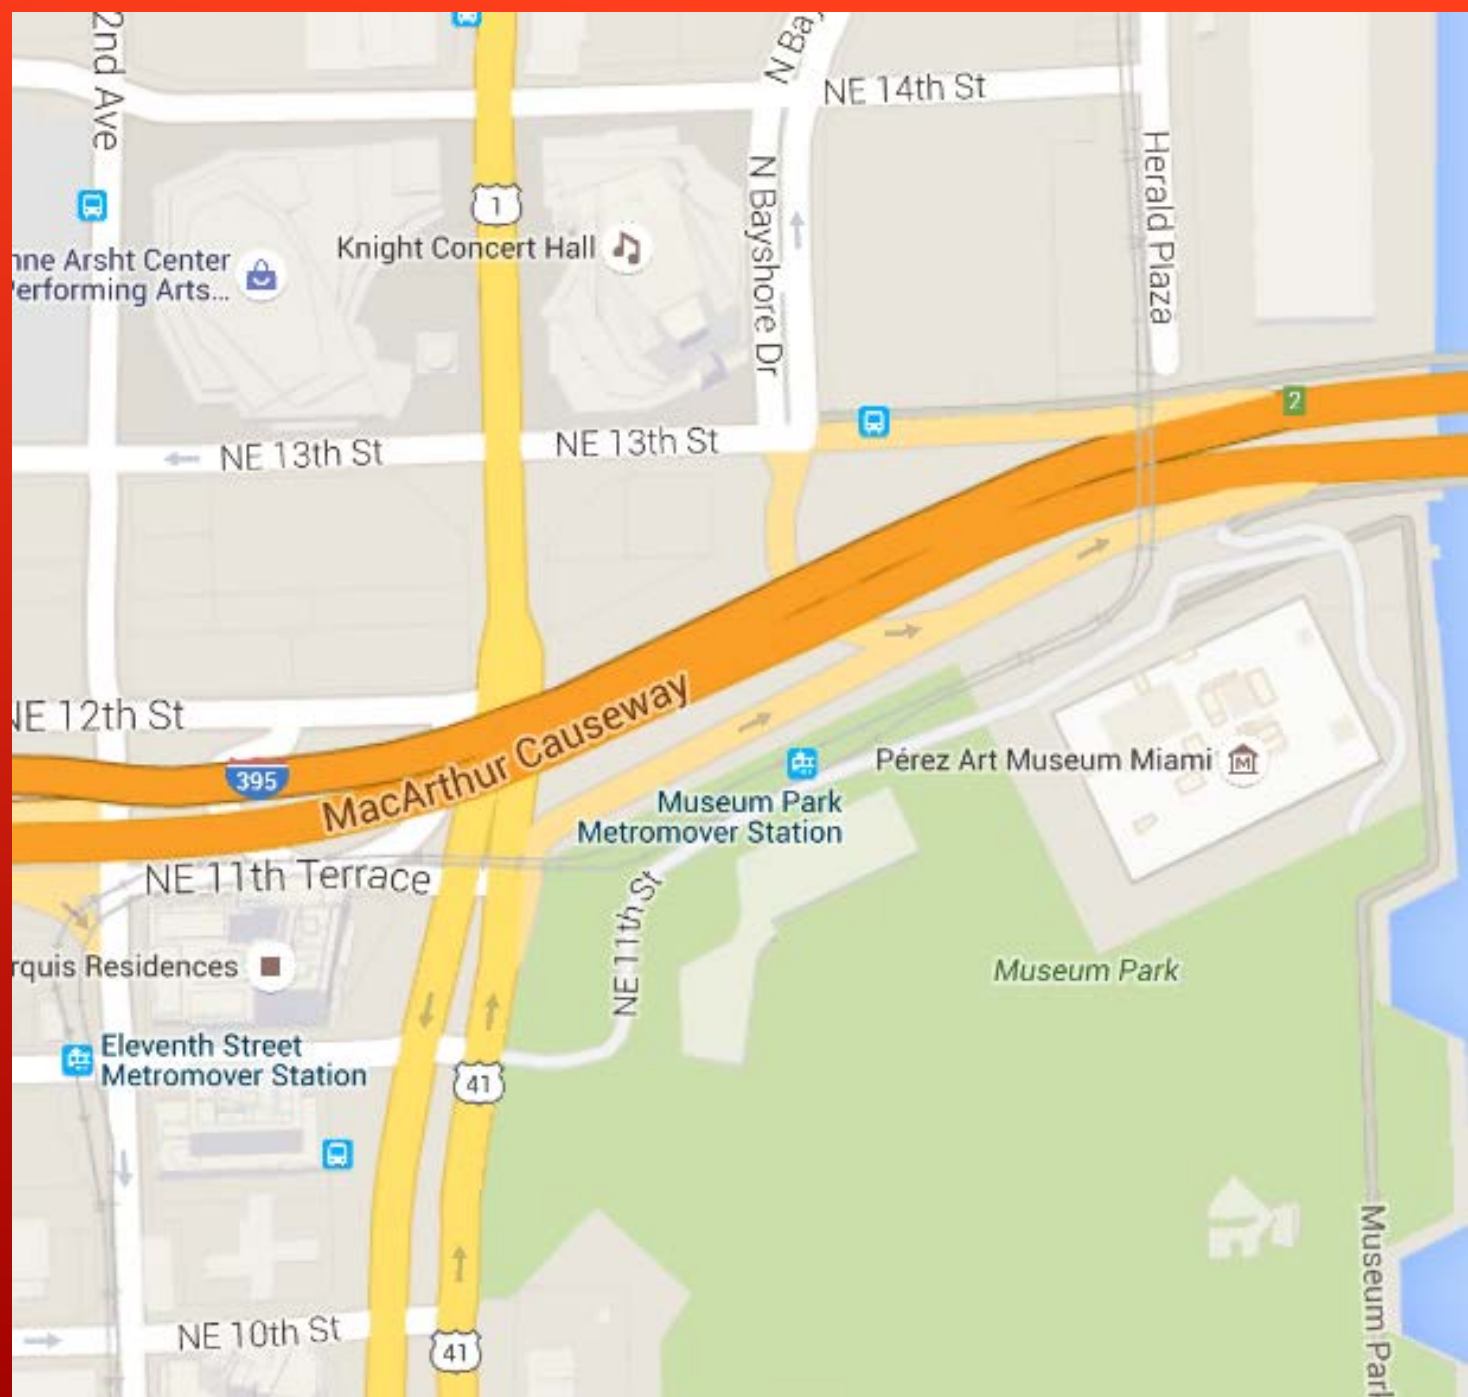 2nd Ave
N Bay
NE 14th St
Herald Plaza
N Bayshore Dr
1
Knight Concert Hall
nne Arsht Center
Performing Arts...
2
NE 13th St
NE 13th St
NE 12th St
395
MacArthur Causeway
Pérez Art Museum Miami
M
Museum Park
Metromover Station
NE 11th Terrace
NE 11th St
rquis Residences
Museum Park
Eleventh Street
Metromover Station
41
Museum Par
NE 10th St
41